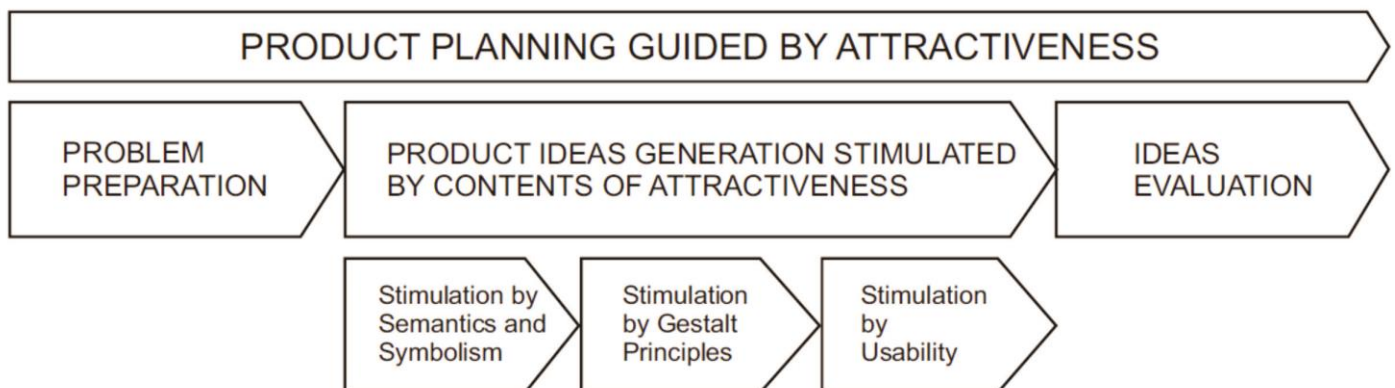 PRODUCT PLANNING GUIDED BY ATTRACTIVENESS
PROBLEM
PREPARATION
PRODUCT IDEAS GENERATION STIMULATED
BY CONTENTS OF ATTRACTIVENESS
IDEAS
EVALUATION
Stimulation by
Semantics and
Symbolism
Stimulation
by Gestalt
Principles
Stimulation
by
Usability